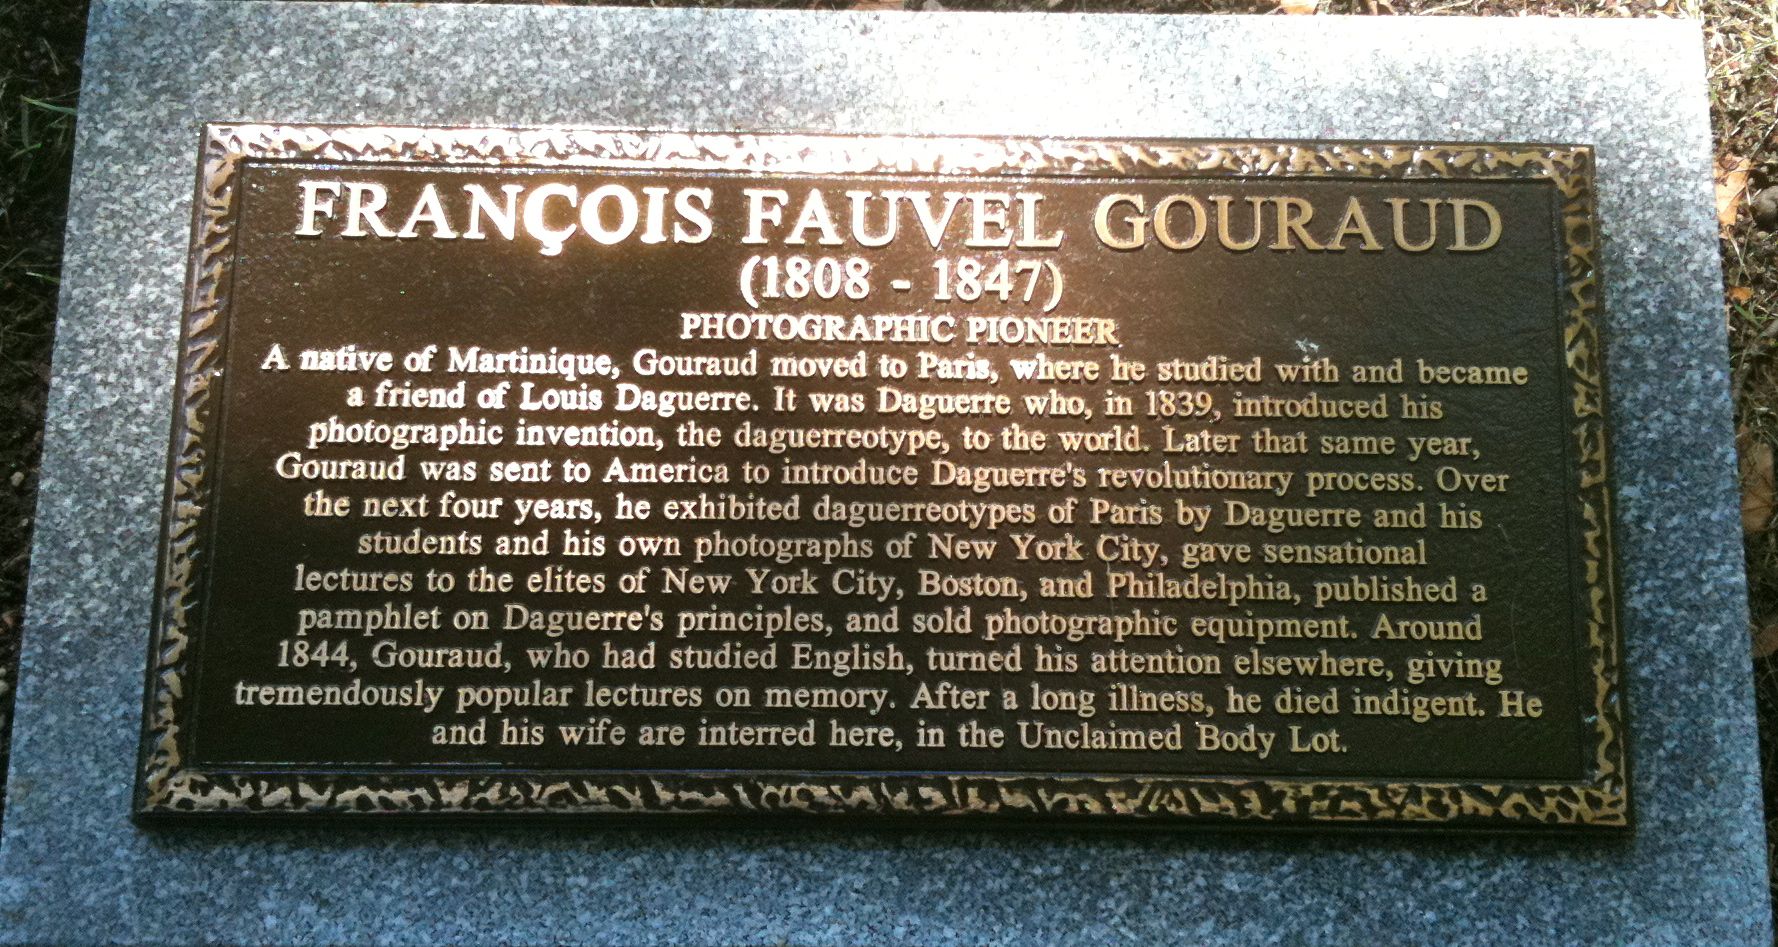 FRANÇOIS FAUVEL GOURAUD
(1808 - 1847)
PHOTOGRAPHIC PIONEER
A native of Martinique, Gouraud moved to Paris, where he studied with and became
a friend of Louis Daguerre. It was Daguerre who, in 1839, introduced his
photographic invention, the daguerreotype, to the world. Later that same year,
Gouraud was sent to America to introduce Daguerre's revolutionary process. Over
the next four years, he exhibited daguerreotypes of Paris by Daguerre and his
students and his own photographs of New York City, gave sensational
lectures to the elites of New York City, Boston, and Philadelphia, published a
pamphlet on Daguerre's principles, and sold photographic equipment. Around
1844, Gouraud, who had studied English, turned his attention elsewhere, giving
tremendously popular lectures on memory. After a long illness, he died indigent. He
and his wife are interred here, in the Unclaimed Body Lot.